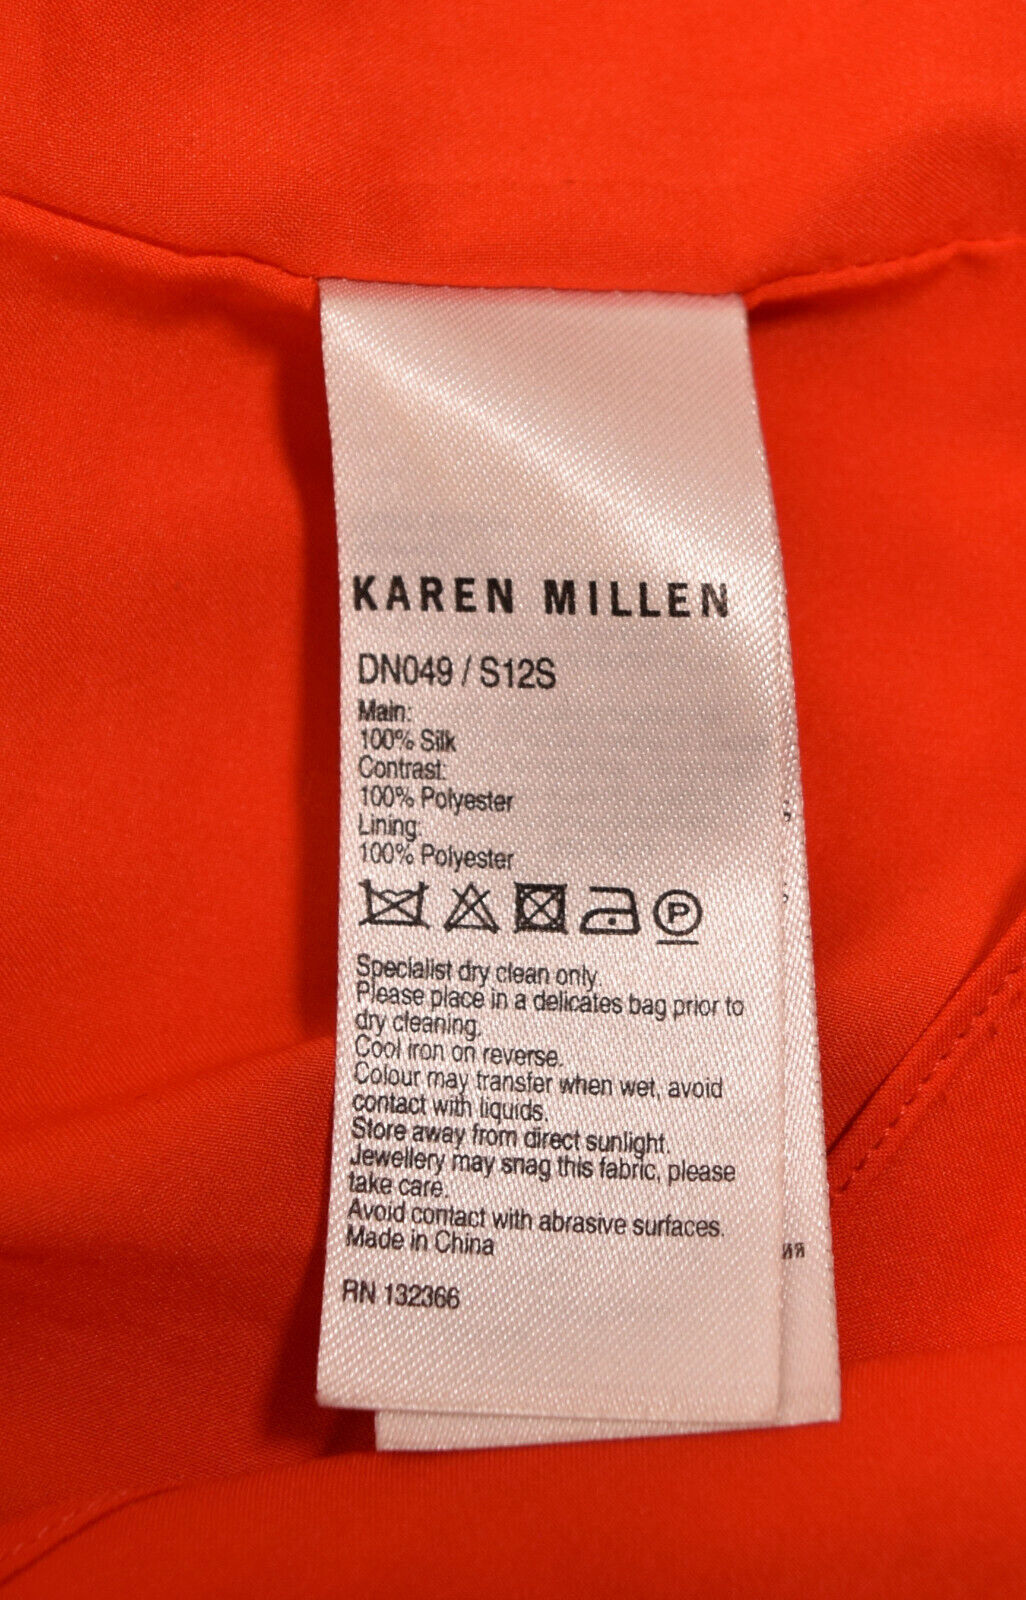 KAREN MILLEN
DN049 / S12S
Main:
100% Silk
Contrast:
100% Polyester
Lining:
100% Polyester
P
Specialist dry clean only.
Please place in a delicates bag prior to
dry cleaning.
Cool iron on reverse.
Colour may transfer when wet, avoid
contact with liquids.
Store away from direct sunlight.
Jewellery may snag this fabric, please
take care.
Avoid contact with abrasive surfaces.
Made in China
ия
RN 132366